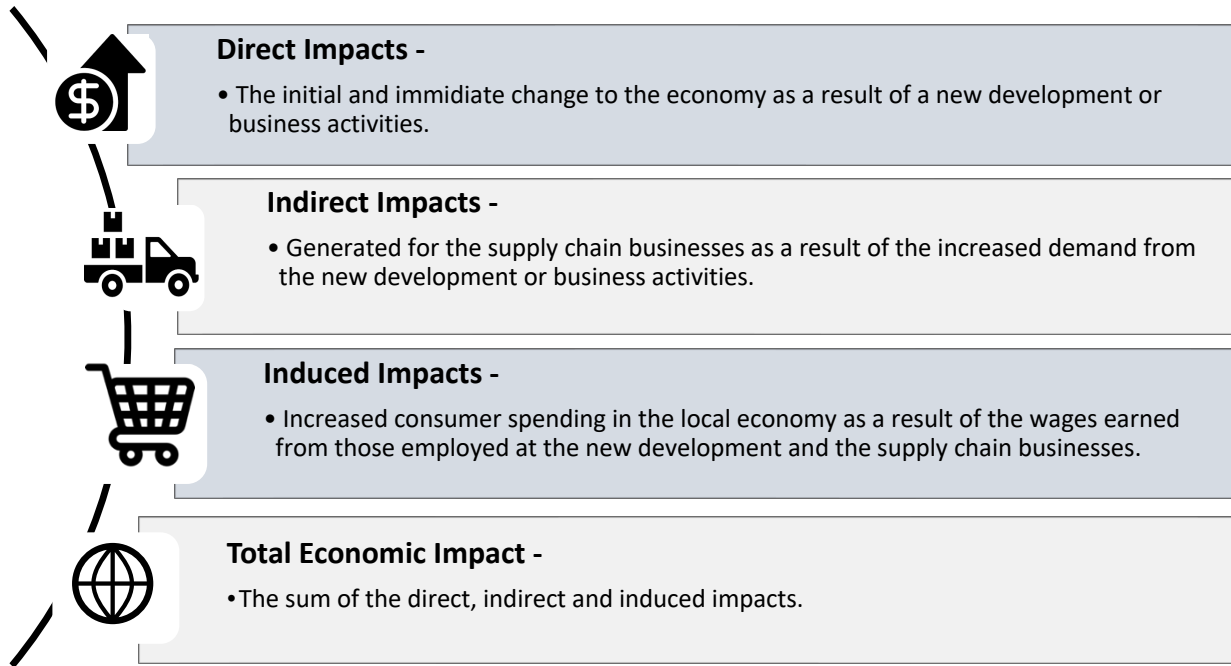 Direct Impacts -
• The initial and immidiate change to the economy as a result of a new development or
business activities.
Indirect Impacts -
• Generated for the supply chain businesses as a result of the increased demand from
the new development or business activities.
Induced Impacts -
• Increased consumer spending in the local economy as a result of the wages earned
from those employed at the new development and the supply chain businesses.
Total Economic Impact -
•The sum of the direct, indirect and induced impacts.